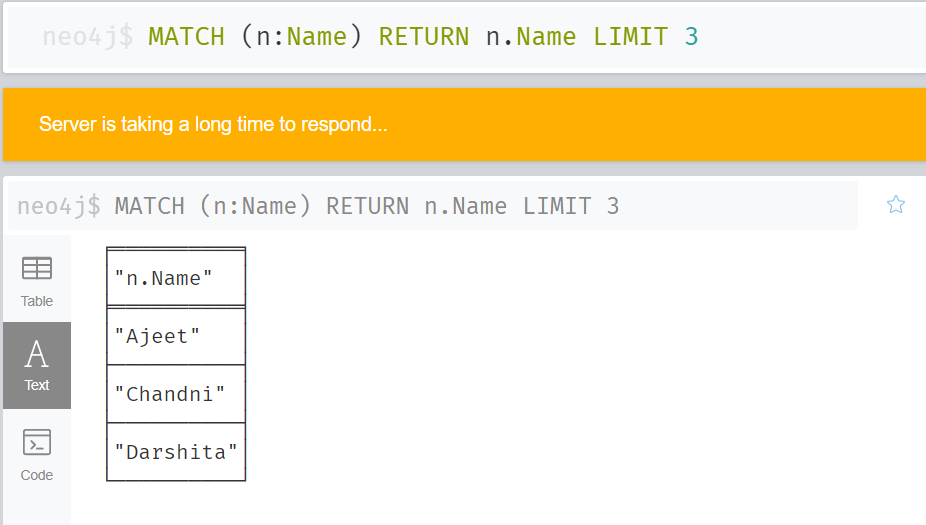 neo4j$ MATCH (n:Name) RETURN n.Name LIMIT 3
Server is taking a long time to respond...
neo4j$ MATCH (n:Name) RETURN n.Name LIMIT 3
Table
Text
Code
"n.Name"
"Ajeet"
"Chandni"
"Darshita"